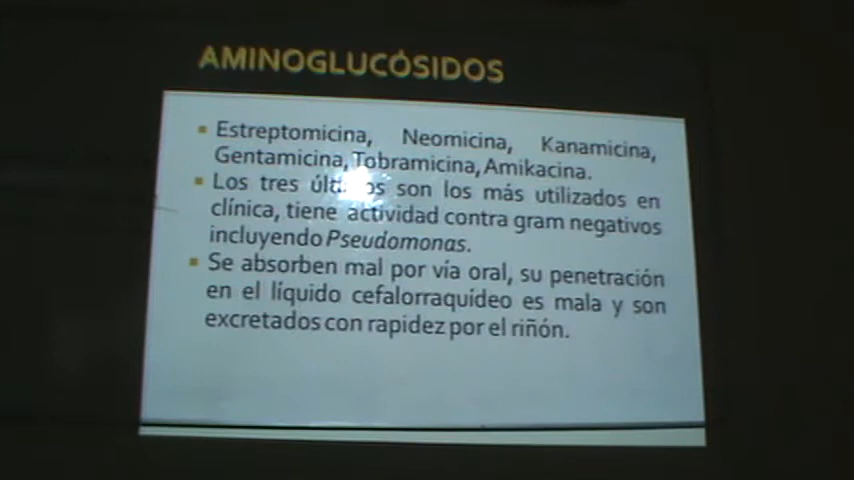 AMINOGLUCÓSIDOS
Estreptomicina, Neomicina, Kanamicina,
Gentamicina, Tobramicina, Amikacina.
Los tres son los más utilizados en
clínica, tiene actividad contra gram negativos
incluyendo Pseudomonas.
Se absorben mal por vía oral, su penetración
en el líquido cefalorraquídeo es mala y son
excretados con rapidez por el riñón.